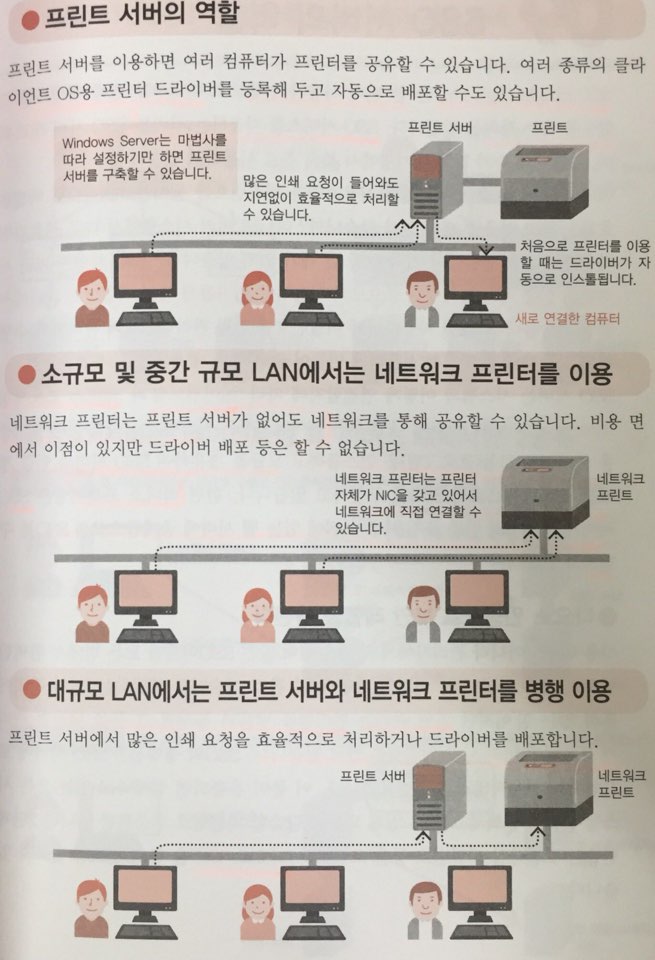 ● 프린트 서버의 역할
프린트 서버를 이용하면 여러 컴퓨터가 프린터를 공유할 수 있습니다. 여러 종류의 클라
이언트 OS용 프린터 드라이버를 등록해 두고 자동으로 배포할 수도 있습니다.
Windows Server는 마법사를
따라 설정하기만 하면 프린트
서버를 구축할 수 있습니다.
많은 인쇄 요청이 들어와도
지연없이 효율적으로 처리할
수 있습니다.
프린트 서버
프린트
처음으로 프린터를 이용
할 때는 드라이버가 자
동으로 인스톨됩니다.
새로 연결한 컴퓨터
● 소규모 및 중간 규모 LAN에서는 네트워크 프린터를 이용
네트워크 프린터는 프린트 서버가 없어도 네트워크를 통해 공유할 수 있습니다. 비용 면
에서 이점이 있지만 드라이버 배포 등은 할 수 없습니다.
네트워크 프린터는 프린터
자체가 NIC을 갖고 있어서
네트워크에 직접 연결할 수
있습니다.
네트워크
프린트
● 대규모 LAN에서는 프린트 서버와 네트워크 프린터를 병행 이용
프린트 서버에서 많은 인쇄 요청을 효율적으로 처리하거나 드라이버를 배포합니다.
프린트 서버
네트워크
프린트